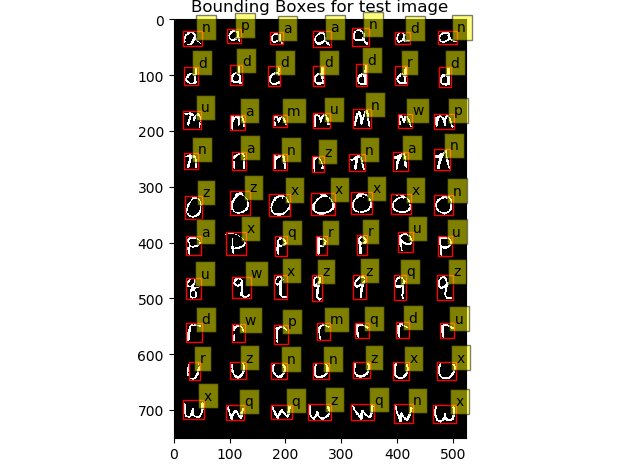 Bounding Boxes for test image
0
n p a a n d n
a a a a a a a
d d d d d r d
100
d d d d d d d
u a m u n w p
m m m m m m m
200
n a n z n a n
n n n n n n n
300
z z x x x x n
o o o o o o o
a x q r r u u
400
p p p p p p p
u w x z z q z
q q q q q q q
500
d w p m q d u
r r r r r r r
600
r z n n z x x
u u u u u u u
x q q z q n x
700
w w w w w w w
0 100 200 300 400 500